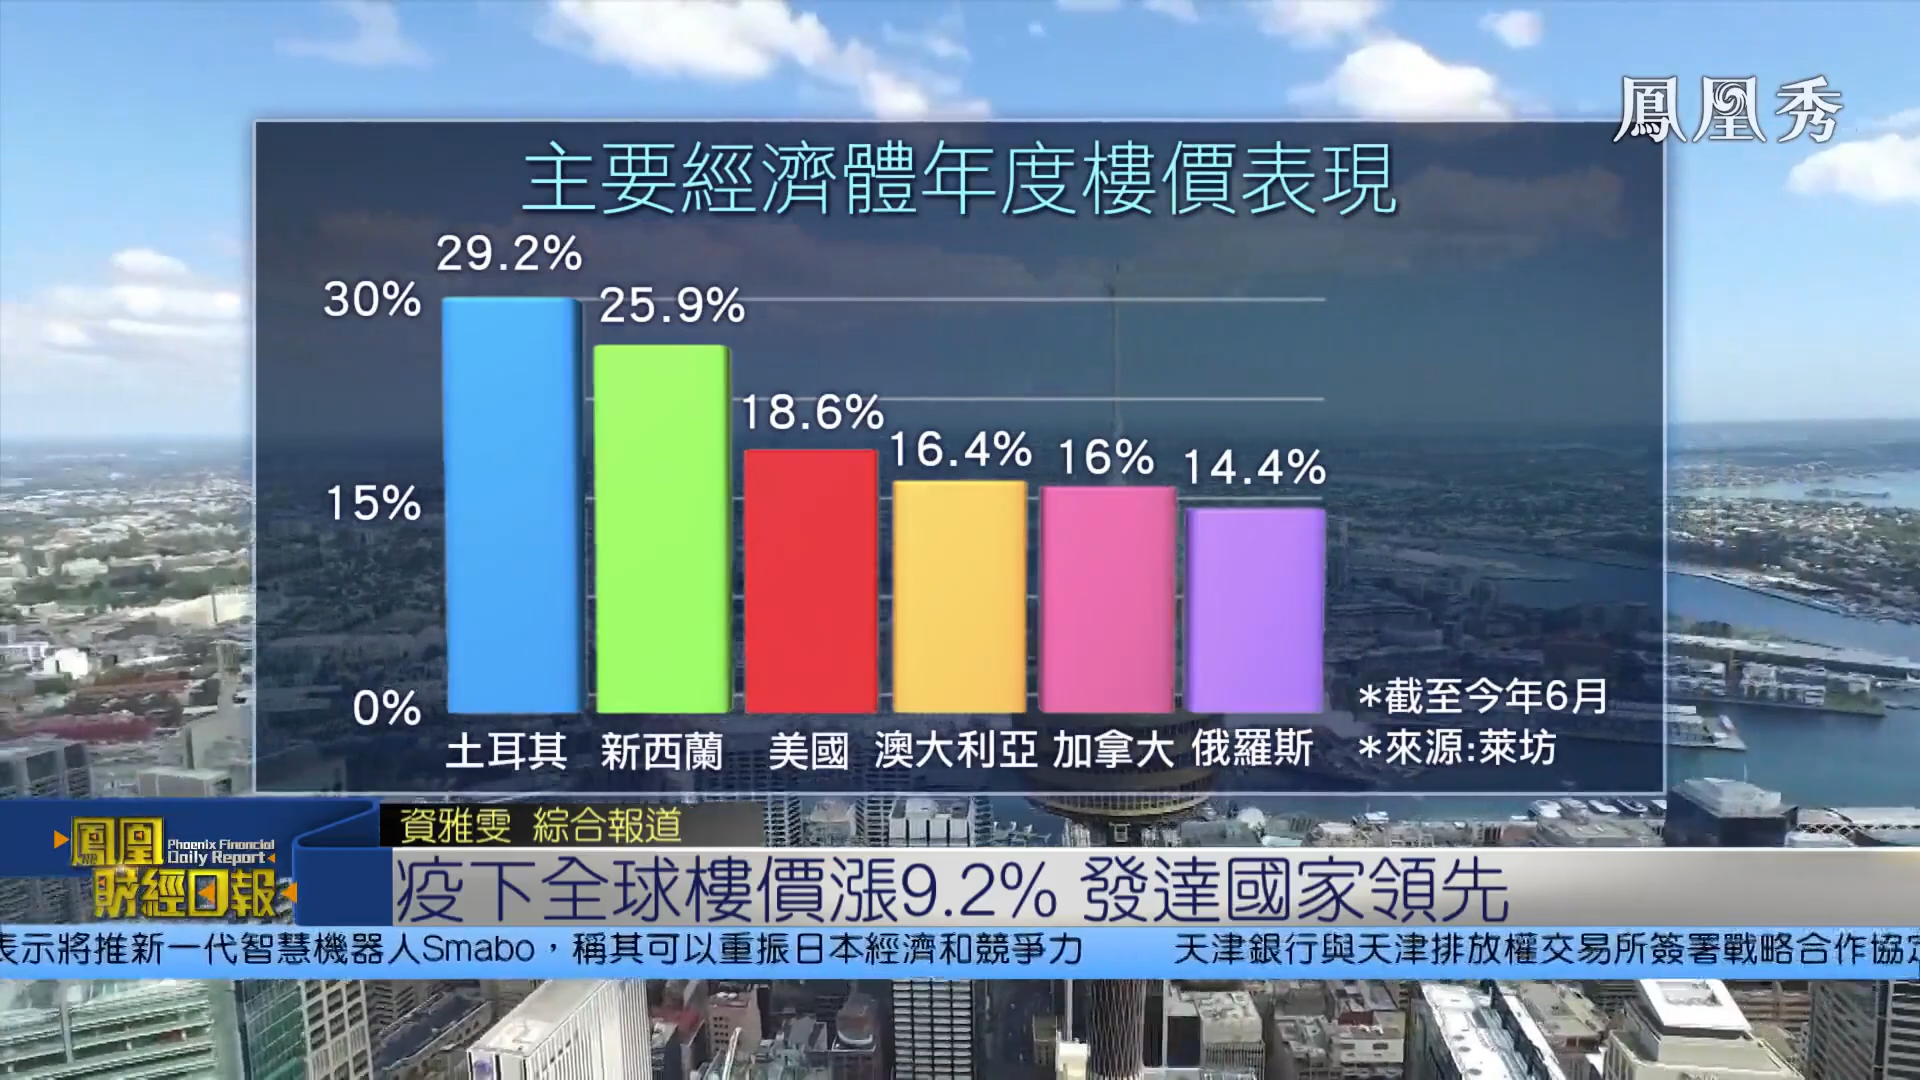 鳳凰秀
主要經濟體年度樓價表現
29.2%
25.9%
18.6%
16.4%
16%
14.4%
30%
15%
0%
土耳其
新西蘭
美國
澳大利亞
加拿大
俄羅斯
*截至今年6月
*來源:萊坊
資雅雯 綜合報道
鳳凰
Phoenix Financial
Daily Report
財經日報
疫下全球樓價漲9.2% 發達國家領先
表示將推新一代智慧機器人Smabo，稱其可以重振日本經濟和競爭力
天津銀行與天津排放權交易所簽署戰略合作協定